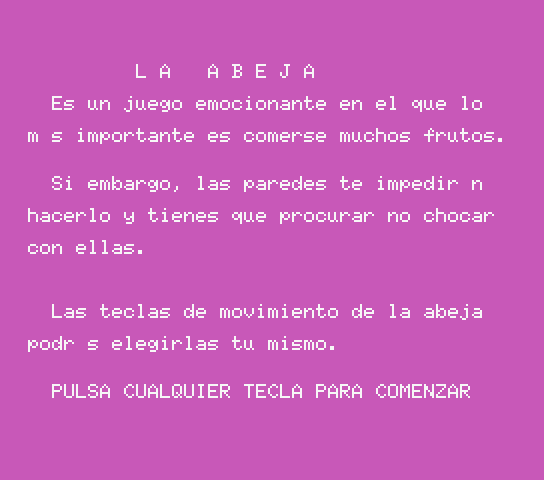 L A   A B E J A
Es un juego emocionante en el que lo
m s importante es comerse muchos frutos.
Si embargo, las paredes te impedir n
hacerlo y tienes que procurar no chocar
con ellas.
Las teclas de movimiento de la abeja
podr s elegirlas tu mismo.
PULSA CUALQUIER TECLA PARA COMENZAR